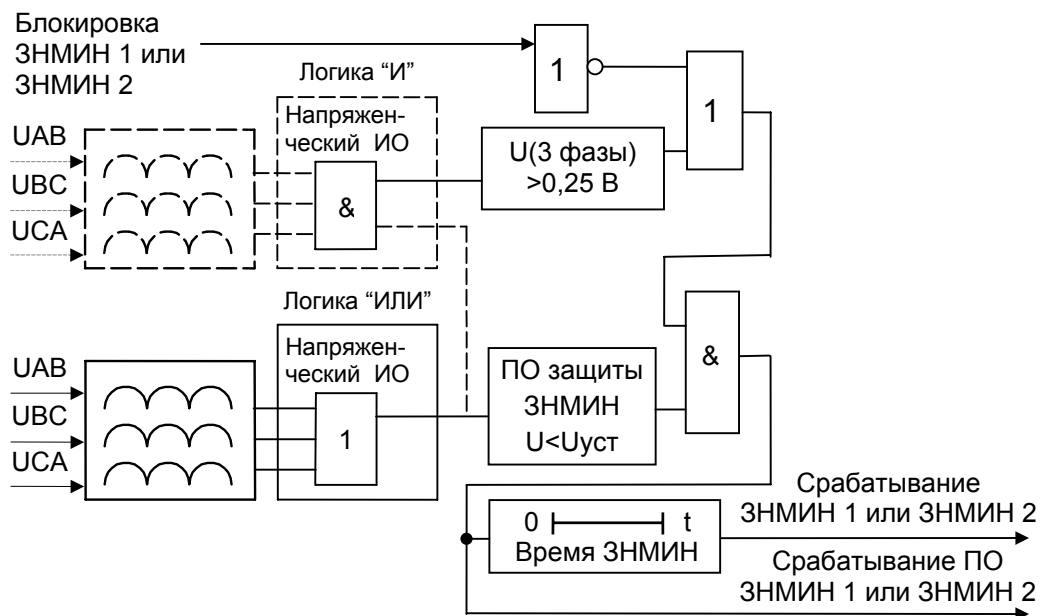 Блокировка
ЗНМИН 1 или
ЗНМИН 2
1
1
Логика “И”
Напряжен-
ческий ИО
&
UAB
UBC
UCA
U(3 фазы)
>0,25 В
Логика “ИЛИ”
Напряжен-
ческий ИО
1
UAB
UBC
UCA
ПО защиты
ЗНМИН
U<Uуст
&
0 t
Время ЗНМИН
Срабатывание
ЗНМИН 1 или ЗНМИН 2
Срабатывание ПО
ЗНМИН 1 или ЗНМИН 2